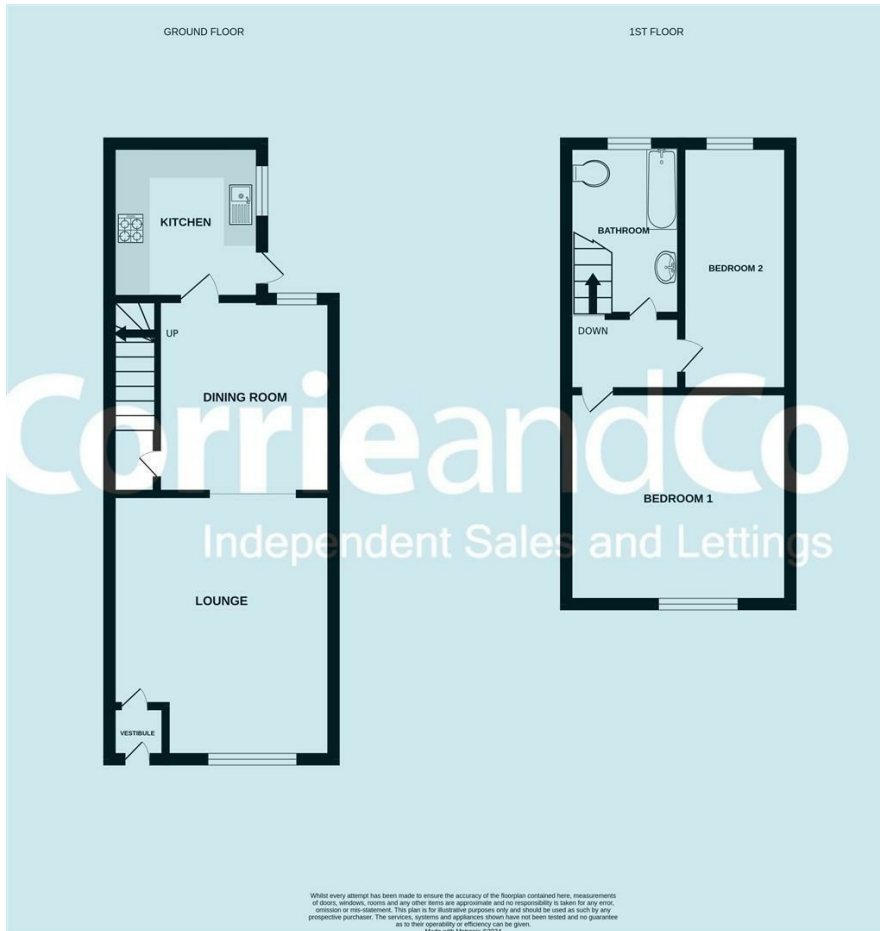 GROUND FLOOR
1ST FLOOR
KITCHEN
UP
DINING ROOM
LOUNGE
VESTIBULE
BATHROOM
BEDROOM 2
DOWN
BEDROOM 1
CorrieandCo
Independent Sales and Lettings
Whilst every attempt has been made to ensure the accuracy of the floorplan contained here, measurements
of doors, windows, rooms and any other items are approximate and no responsibility is taken for any error,
omission or mis-statement. This plan is for illustrative purposes only and should be used as such by any
prospective purchaser. The services, systems and appliances shown have not been tested and no guarantee
as to their operability or efficiency can be given.
Made with Metropix ©2024